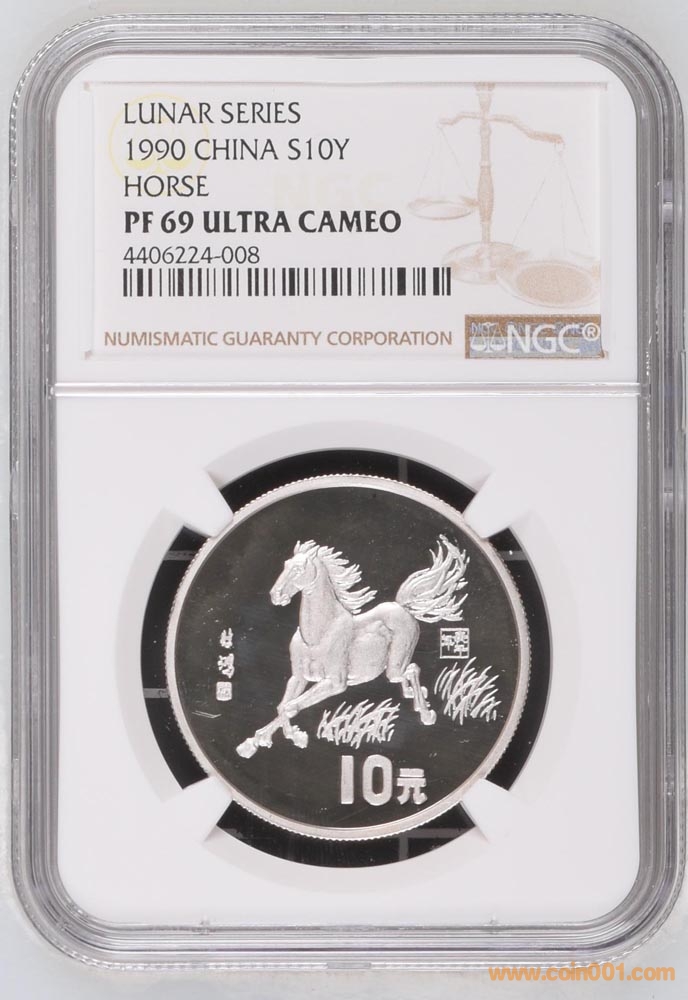 LUNAR SERIES
1990 CHINA S10Y
HORSE
PF 69 ULTRA CAMEO
4406224-008
NUMISMATIC GUARANTY CORPORATION
NGC®
NGC
10元
www.coin001.com